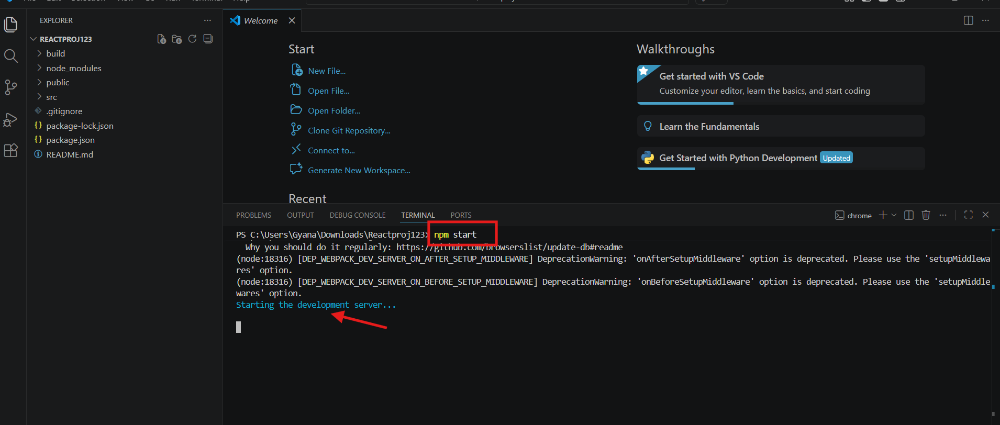 EXPLORER
REACTPROJ123
build
node_modules
public
src
.gitignore
package-lock.json
package.json
README.md
Welcome
Start
New File...
Open File...
Open Folder...
Clone Git Repository...
Connect to...
Generate New Workspace...
Recent
Walkthroughs
Get started with VS Code
Customize your editor, learn the basics, and start coding
Learn the Fundamentals
Get Started with Python Development Updated
PROBLEMS OUTPUT DEBUG CONSOLE TERMINAL PORTS
chrome
PS C:\Users\Gyana\Downloads\Reactproj123> npm start
Why you should do it regularly: https://github.com/browserslist/update-db#readme
(node:18316) [DEP_WEBPACK_DEV_SERVER_ON_AFTER_SETUP_MIDDLEWARE] DeprecationWarning: 'onAfterSetupMiddleware' option is deprecated. Please use the 'setupMiddlewa
res' option.
(node:18316) [DEP_WEBPACK_DEV_SERVER_ON_BEFORE_SETUP_MIDDLEWARE] DeprecationWarning: 'onBeforeSetupMiddleware' option is deprecated. Please use the 'setupMiddle
wares' option.
Starting the development server...